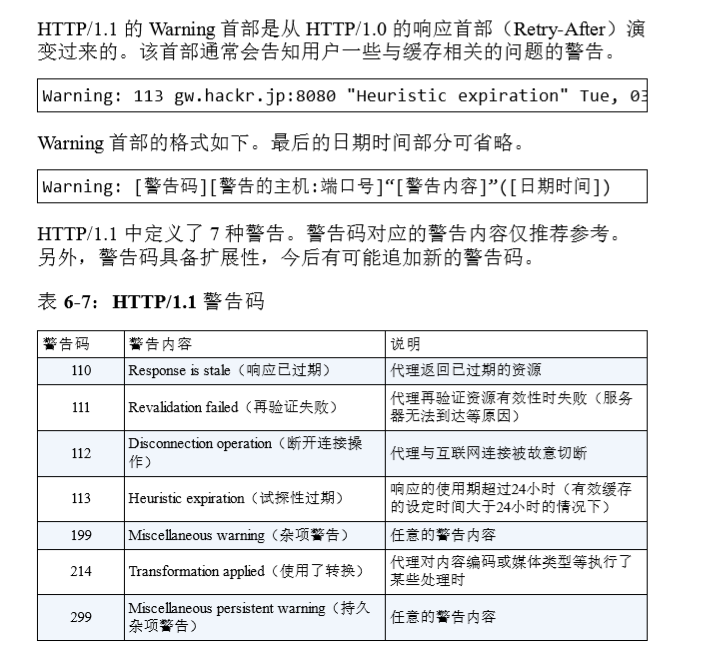 HTTP/1.1 的 Warning 首部是从 HTTP/1.0 的响应首部（Retry-After）演
变过来的。该首部通常会告知用户一些与缓存相关的问题的警告。
Warning: 113 gw.hackr.jp:8080 "Heuristic expiration" Tue, 03
Warning 首部的格式如下。最后的日期时间部分可省略。
Warning: [警告码][警告的主机:端口号]“[警告内容]”([日期时间])
HTTP/1.1 中定义了 7 种警告。警告码对应的警告内容仅推荐参考。
另外，警告码具备扩展性，今后有可能追加新的警告码。
表 6-7：HTTP/1.1 警告码
警告码 警告内容 说明
110 Response is stale（响应已过期） 代理返回已过期的资源
111 Revalidation failed（再验证失败） 代理再验证资源有效性时失败（服务
器无法到达等原因）
112 Disconnection operation（断开连接操
作） 代理与互联网连接被故意切断
113 Heuristic expiration（试探性过期） 响应的使用期超过24小时（有效缓存
的设定时间大于24小时的情况下）
199 Miscellaneous warning（杂项警告） 任意的警告内容
214 Transformation applied（使用了转换） 代理对内容编码或媒体类型等执行了
某些处理时
299 Miscellaneous persistent warning（持久
杂项警告） 任意的警告内容